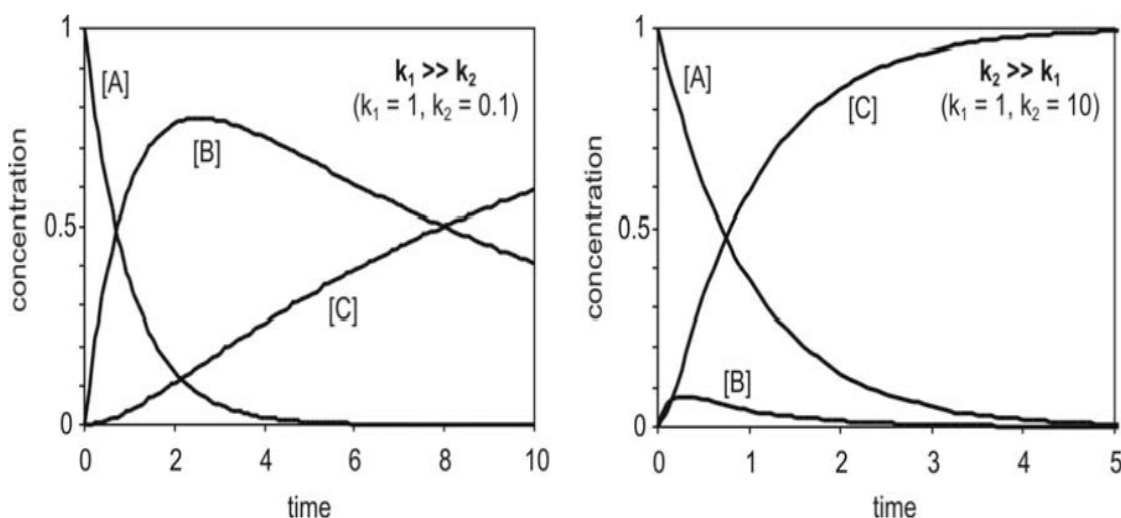 1
[A]
k₁ >> k₂
(k₁ = 1, k₂ = 0.1)
[B]
concentration
0.5
[C]
0
0 2 4 6 8 10
time
1
[A]
k₂ >> k₁
(k₁ = 1, k₂ = 10)
[C]
concentration
0.5
[B]
0
0 1 2 3 4 5
time